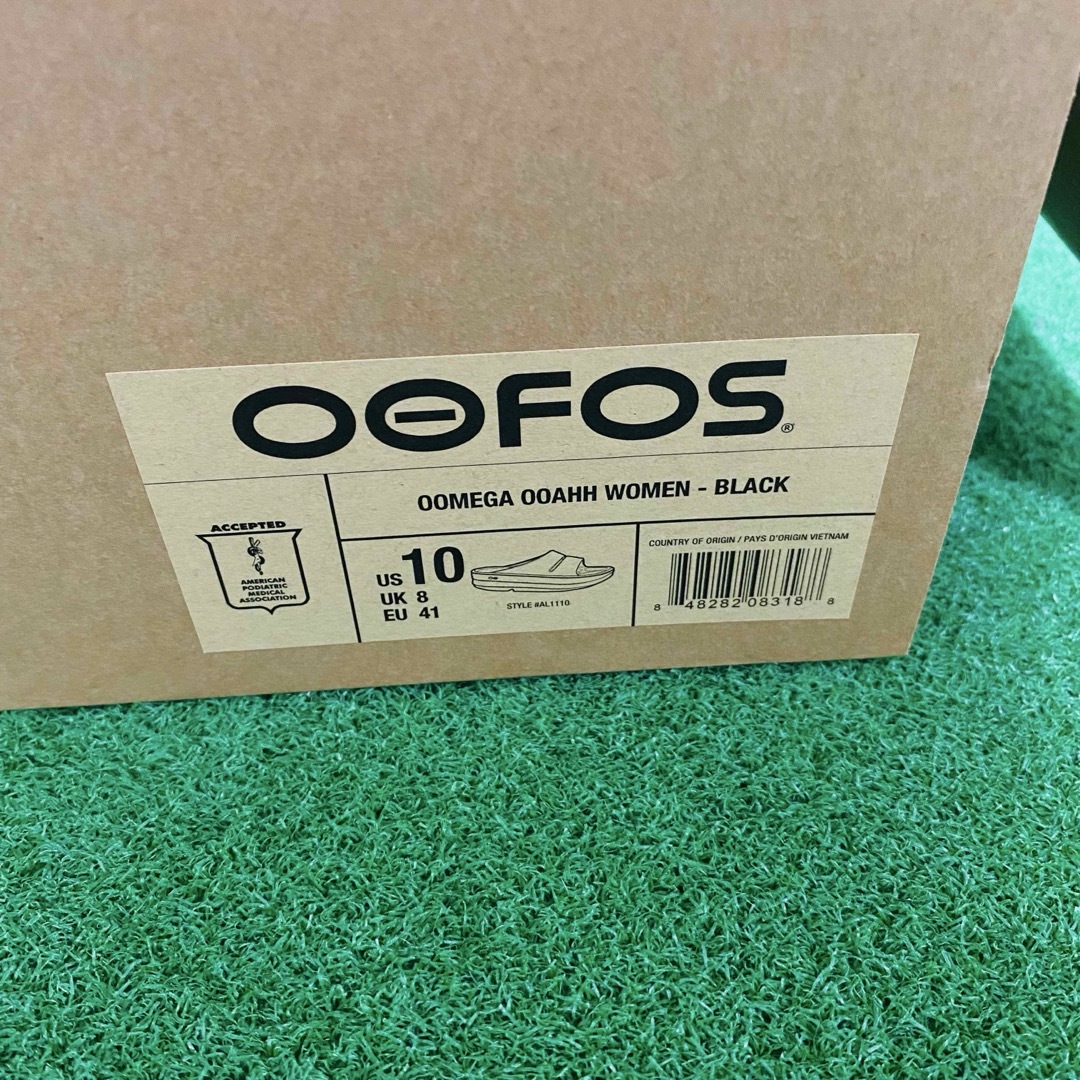 OOFOS®
OOMEGA OOAHH WOMEN - BLACK
ACCEPTED
AMERICAN
PODIATRIC
MEDICAL
ASSOCIATION
US 10
UK 8
EU 41
STYLE #AL1110
COUNTRY OF ORIGIN / PAYS D'ORIGIN VIETNAM
8 48282 08318 8